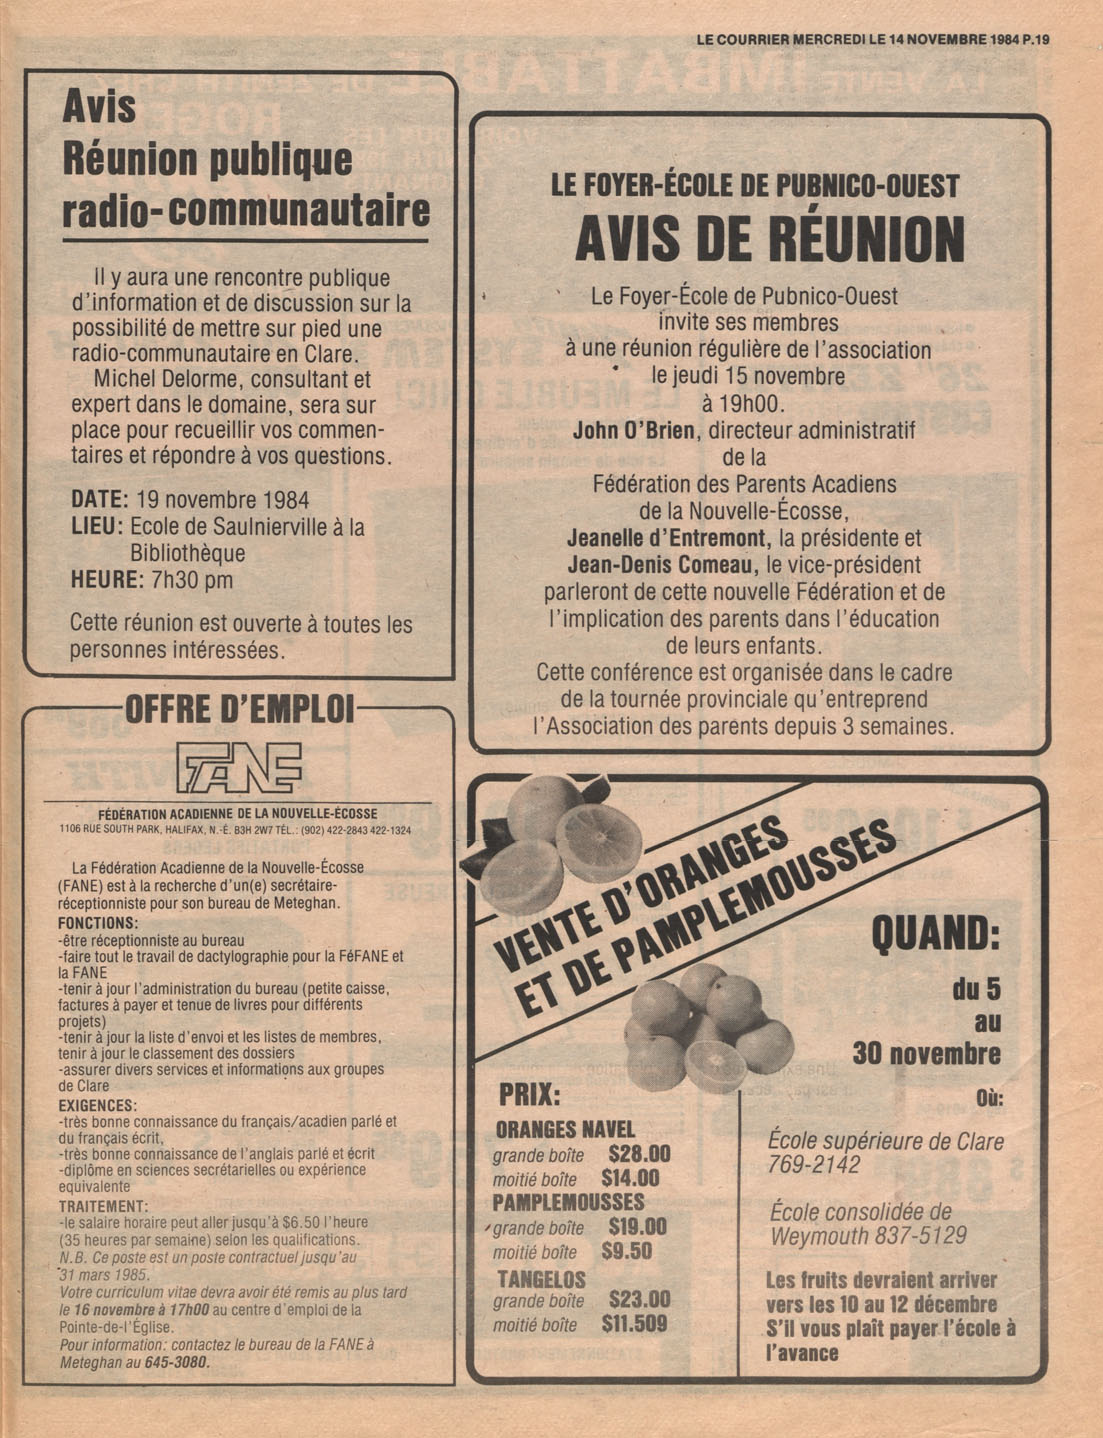 LE COURRIER MERCREDI LE 14 NOVEMBRE 1984 P.19
Avis
Réunion publique
radio-communautaire
Il y aura une rencontre publique
d'information et de discussion sur la
possibilité de mettre sur pied une
radio-communautaire en Clare.
Michel Delorme, consultant et
expert dans le domaine, sera sur
place pour recueillir vos commen-
taires et répondre à vos questions.
DATE: 19 novembre 1984
LIEU: Ecole de Saulnierville à la
Bibliothèque
HEURE: 7h30 pm
Cette réunion est ouverte à toutes les
personnes intéressées.
OFFRE D'EMPLOI
FANE
FÉDÉRATION ACADIENNE DE LA NOUVELLE-ÉCOSSE
1106 RUE SOUTH PARK, HALIFAX, N.-É. B3H 2W7 TÉL.: (902) 422-2843 422-1324
La Fédération Acadienne de la Nouvelle-Écosse
(FANE) est à la recherche d'un(e) secrétaire-
réceptionniste pour son bureau de Meteghan.
FONCTIONS:
-être réceptionniste au bureau
-faire tout le travail de dactylographie pour la FéFANE et
la FANE
-tenir à jour l'administration du bureau (petite caisse,
factures à payer et tenue de livres pour différents
projets)
-tenir à jour la liste d'envoi et les listes de membres,
tenir à jour le classement des dossiers
-assurer divers services et informations aux groupes
de Clare
EXIGENCES:
-très bonne connaissance du français/acadien parlé et
du français écrit,
-très bonne connaissance de l'anglais parlé et écrit
-diplôme en sciences secrétarielles ou expérience
equivalente
TRAITEMENT:
-le salaire horaire peut aller jusqu'à $6.50 l'heure
(35 heures par semaine) selon les qualifications.
N.B. Ce poste est un poste contractuel jusqu'au
31 mars 1985.
Votre curriculum vitae devra avoir été remis au plus tard
le 16 novembre à 17h00 au centre d'emploi de la
Pointe-de-l'Église.
Pour information: contactez le bureau de la FANE à
Meteghan au 645-3080.
LE FOYER-ÉCOLE DE PUBNICO-OUEST
AVIS DE RÉUNION
Le Foyer-École de Pubnico-Ouest
invite ses membres
à une réunion régulière de l'association
le jeudi 15 novembre
à 19h00.
John O'Brien, directeur administratif
de la
Fédération des Parents Acadiens
de la Nouvelle-Écosse,
Jeanelle d'Entremont, la présidente et
Jean-Denis Comeau, le vice-président
parleront de cette nouvelle Fédération et de
l'implication des parents dans l'éducation
de leurs enfants.
Cette conférence est organisée dans le cadre
de la tournée provinciale qu'entreprend
l'Association des parents depuis 3 semaines.
VENTE D'ORANGES
ET DE PAMPLEMOUSSES
QUAND:
du 5
au
30 novembre
Où:
École supérieure de Clare
769-2142
École consolidée de
Weymouth 837-5129
Les fruits devraient arriver
vers les 10 au 12 décembre
S'il vous plaît payer l'école à
l'avance
PRIX:
ORANGES NAVEL
grande boîte $28.00
moitié boîte $14.00
PAMPLEMOUSSES
grande boîte $19.00
moitié boîte $9.50
TANGELOS
grande boîte $23.00
moitié boîte $11.509